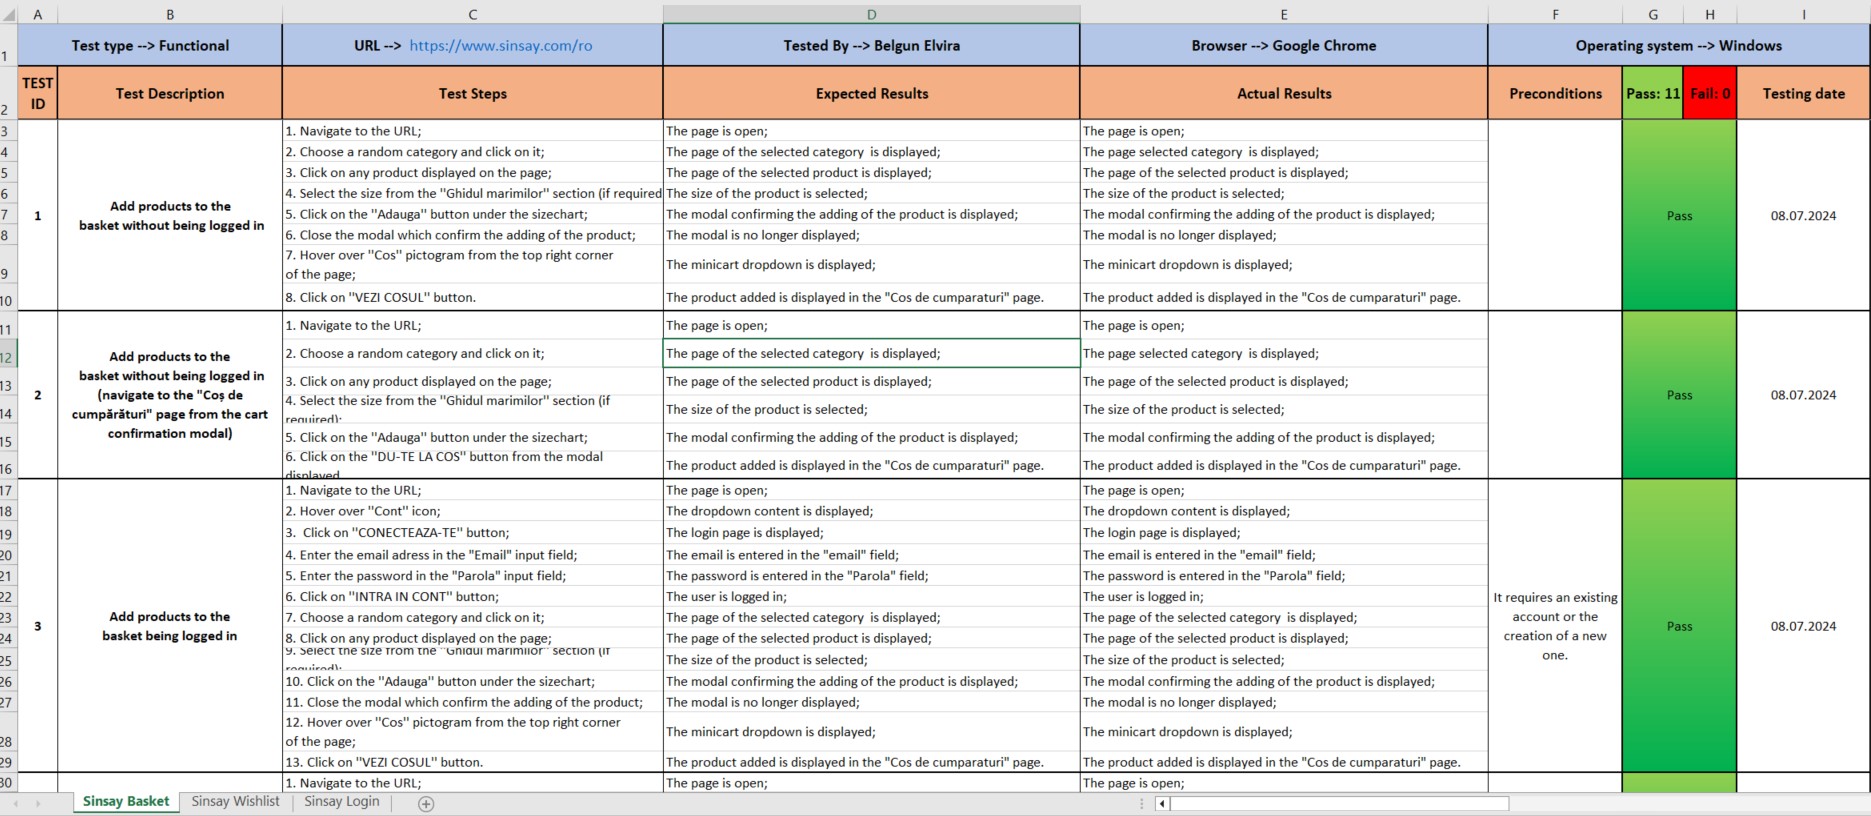 A B C D E F G H I
1 Test type --> Functional URL --> https://www.sinsay.com/ro Tested By --> Belgun Elvira Browser --> Google Chrome Operating system --> Windows
2 TEST ID Test Description Test Steps Expected Results Actual Results Preconditions Pass: 11 Fail: 0 Testing date
3 1. Navigate to the URL; The page is open; The page is open;
4 2. Choose a random category and click on it; The page of the selected category is displayed; The page selected category is displayed;
5 3. Click on any product displayed on the page; The page of the selected product is displayed; The page of the selected product is displayed;
6 4. Select the size from the "Ghidul marimilor" section (if required The size of the product is selected; The size of the product is selected;
7 1 Add products to the basket without being logged in 5. Click on the "Adauga" button under the sizechart; The modal confirming the adding of the product is displayed; The modal confirming the adding of the product is displayed; Pass 08.07.2024
8 6. Close the modal which confirm the adding of the product; The modal is no longer displayed; The modal is no longer displayed;
9 7. Hover over "Cos" pictogram from the top right corner of the page; The minicart dropdown is displayed; The minicart dropdown is displayed;
10 8. Click on "VEZI COSUL" button. The product added is displayed in the "Cos de cumparaturi" page. The product added is displayed in the "Cos de cumparaturi" page.
11 1. Navigate to the URL; The page is open; The page is open;
12 2. Choose a random category and click on it; The page of the selected category is displayed; The page selected category is displayed;
13 3. Click on any product displayed on the page; The page of the selected product is displayed; The page of the selected product is displayed;
14 2 Add products to the basket without being logged in (navigate to the "Coș de cumpărături" page from the cart confirmation modal) 4. Select the size from the "Ghidul marimilor" section (if required); The size of the product is selected; The size of the product is selected; Pass 08.07.2024
15 5. Click on the "Adauga" button under the sizechart; The modal confirming the adding of the product is displayed; The modal confirming the adding of the product is displayed;
16 6. Click on the "DU-TE LA COS" button from the modal displayed The product added is displayed in the "Cos de cumparaturi" page. The product added is displayed in the "Cos de cumparaturi" page.
17 1. Navigate to the URL; The page is open; The page is open;
18 2. Hover over "Cont" icon; The dropdown content is displayed; The dropdown content is displayed;
19 3. Click on "CONECTEAZA-TE" button; The login page is displayed; The login page is displayed;
20 4. Enter the email adress in the "Email" input field; The email is entered in the "email" field; The email is entered in the "email" field;
21 5. Enter the password in the "Parola" input field; The password is entered in the "Parola" field; The password is entered in the "Parola" field;
22 6. Click on "INTRA IN CONT" button; The user is logged in; The user is logged in;
23 7. Choose a random category and click on it; The page of the selected category is displayed; The page of the selected category is displayed;
24 3 Add products to the basket being logged in 8. Click on any product displayed on the page; The page of the selected product is displayed; The page of the selected product is displayed; It requires an existing account or the creation of a new one. Pass 08.07.2024
25 9. Select the size from the "Ghidul marimilor" section (if required); The size of the product is selected; The size of the product is selected;
26 10. Click on the "Adauga" button under the sizechart; The modal confirming the adding of the product is displayed; The modal confirming the adding of the product is displayed;
27 11. Close the modal which confirm the adding of the product; The modal is no longer displayed; The modal is no longer displayed;
28 12. Hover over "Cos" pictogram from the top right corner of the page; The minicart dropdown is displayed; The minicart dropdown is displayed;
29 13. Click on "VEZI COSUL" button. The product added is displayed in the "Cos de cumparaturi" page. The product added is displayed in the "Cos de cumparaturi" page.
30 1. Navigate to the URL; The page is open; The page is open;
Sinsay Basket Sinsay Wishlist Sinsay Login